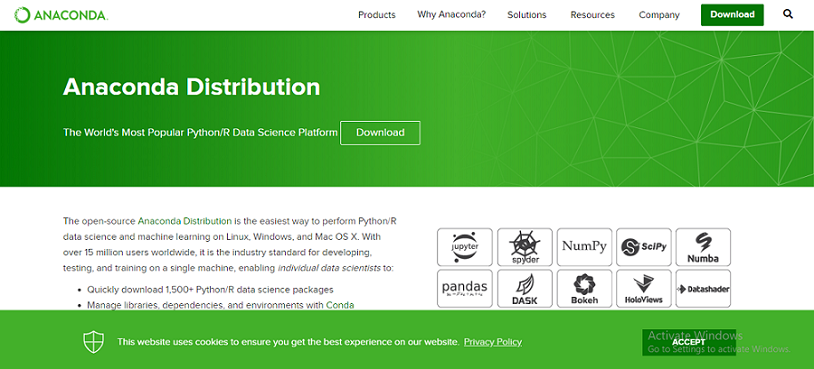 ANACONDA.
Products Why Anaconda? Solutions Resources Company Download
Anaconda Distribution
The World's Most Popular Python/R Data Science Platform Download
The open-source Anaconda Distribution is the easiest way to perform Python/R
data science and machine learning on Linux, Windows, and Mac OS X. With
over 15 million users worldwide, it is the industry standard for developing,
testing, and training on a single machine, enabling individual data scientists to:
• Quickly download 1,500+ Python/R data science packages
• Manage libraries, dependencies, and environments with Conda
jupyter spyder NumPy SciPy Numba
pandas DASK Bokeh HoloViews Datashader
This website uses cookies to ensure you get the best experience on our website. Privacy Policy
ACCEPT
Activate Windows
Go to Settings to activate Windows.